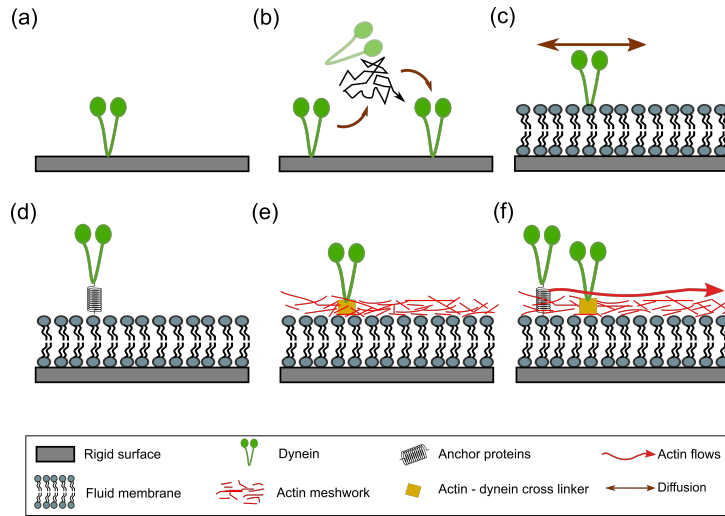 (a)
(b)
(c)
(d)
(e)
(f)
Rigid surface
Dynein
Anchor proteins
Actin flows
Fluid membrane
Actin meshwork
Actin - dynein cross linker
Diffusion